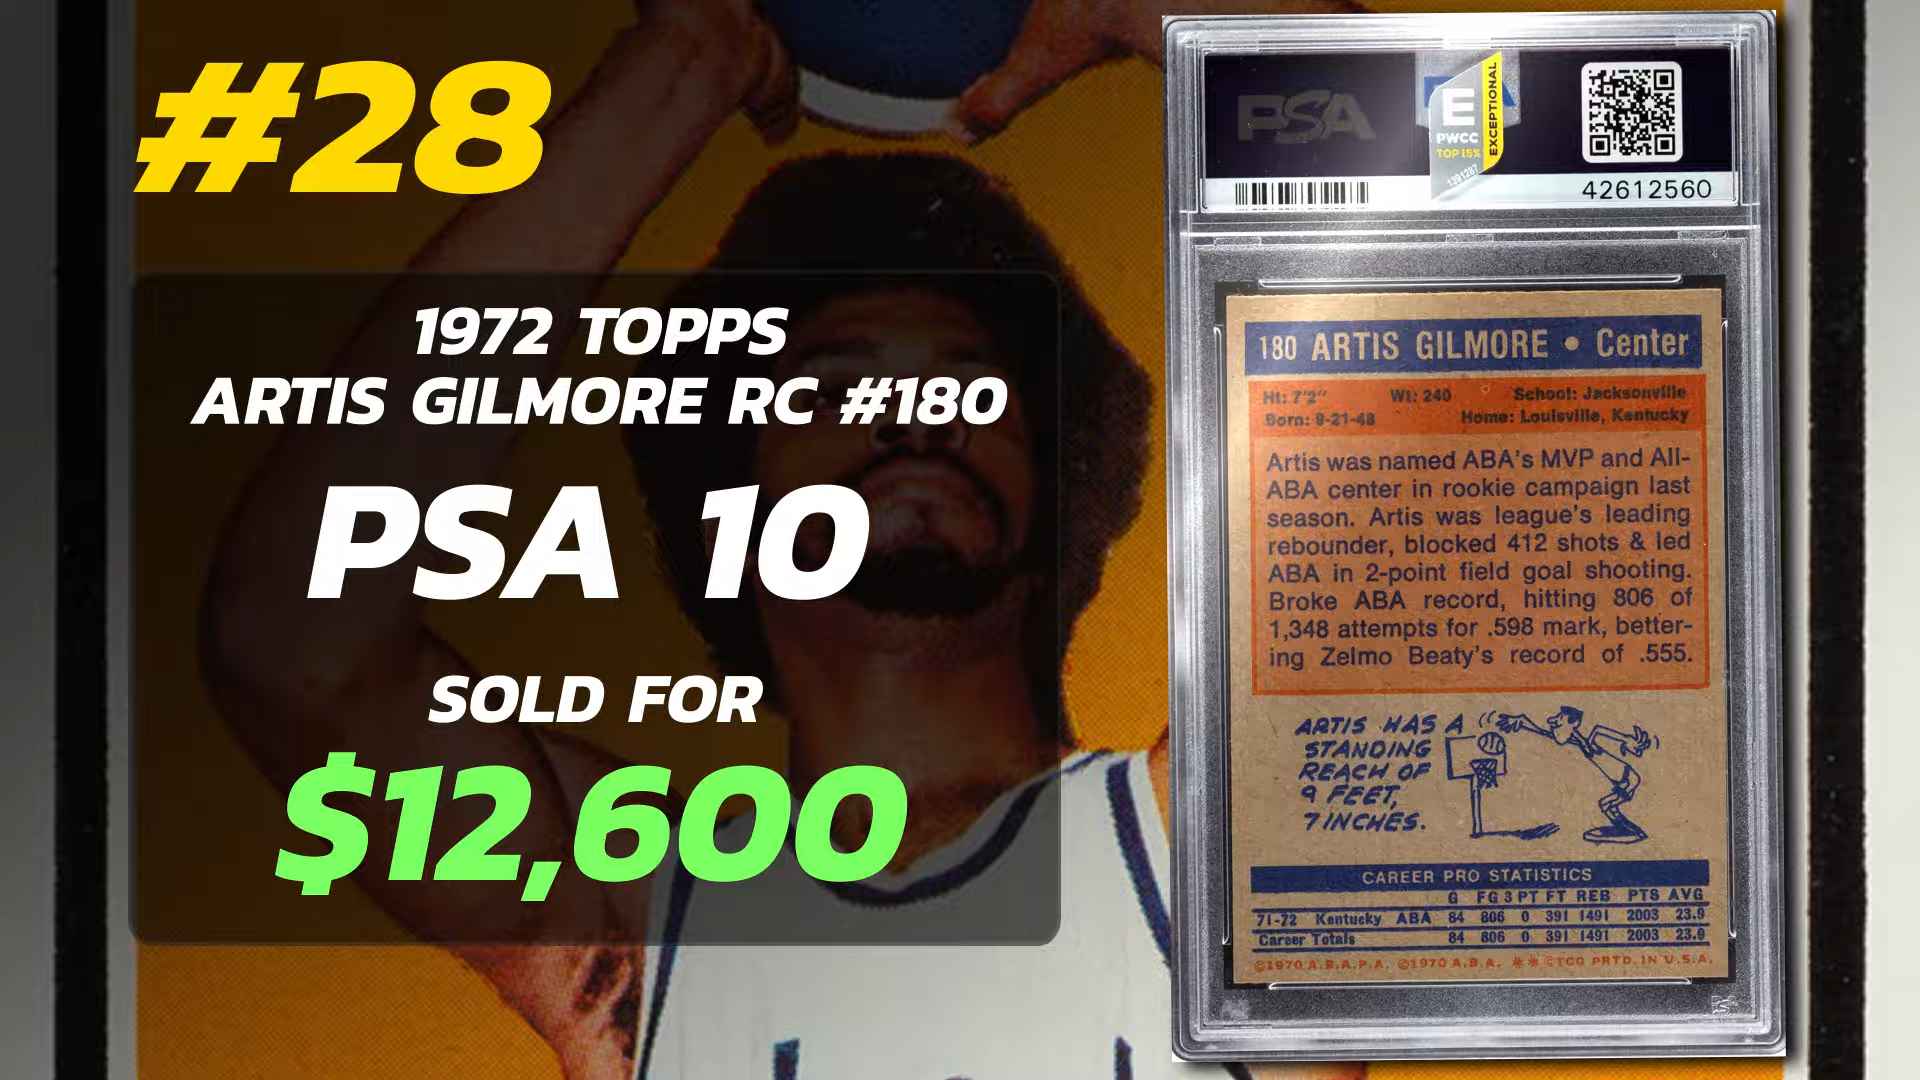 #28
1972 TOPPS
ARTIS GILMORE RC #180
PSA 10
SOLD FOR
$12,600
PSA
E
PWCC
TOP 15%
EXCEPTIONAL
1391287
42612560
180 ARTIS GILMORE • Center
Ht: 7'2" Wt: 240 School: Jacksonville
Born: 9-21-48 Home: Louisville, Kentucky
Artis was named ABA's MVP and All-
ABA center in rookie campaign last
season. Artis was league's leading
rebounder, blocked 412 shots & led
ABA in 2-point field goal shooting.
Broke ABA record, hitting 806 of
1,348 attempts for .598 mark, better-
ing Zelmo Beaty's record of .555.
ARTIS HAS A
STANDING
REACH OF
9 FEET,
7 INCHES.
CAREER PRO STATISTICS
G FG 3 PT FT REB PTS AVG
71-72 Kentucky ABA 84 806 0 391 1491 2003 23.9
Career Totals 84 806 0 391 1491 2003 23.9
©1970 A.B.A.P.A. ©1970 A.B.A. ** ©TCG PRTD. IN U.S.A.